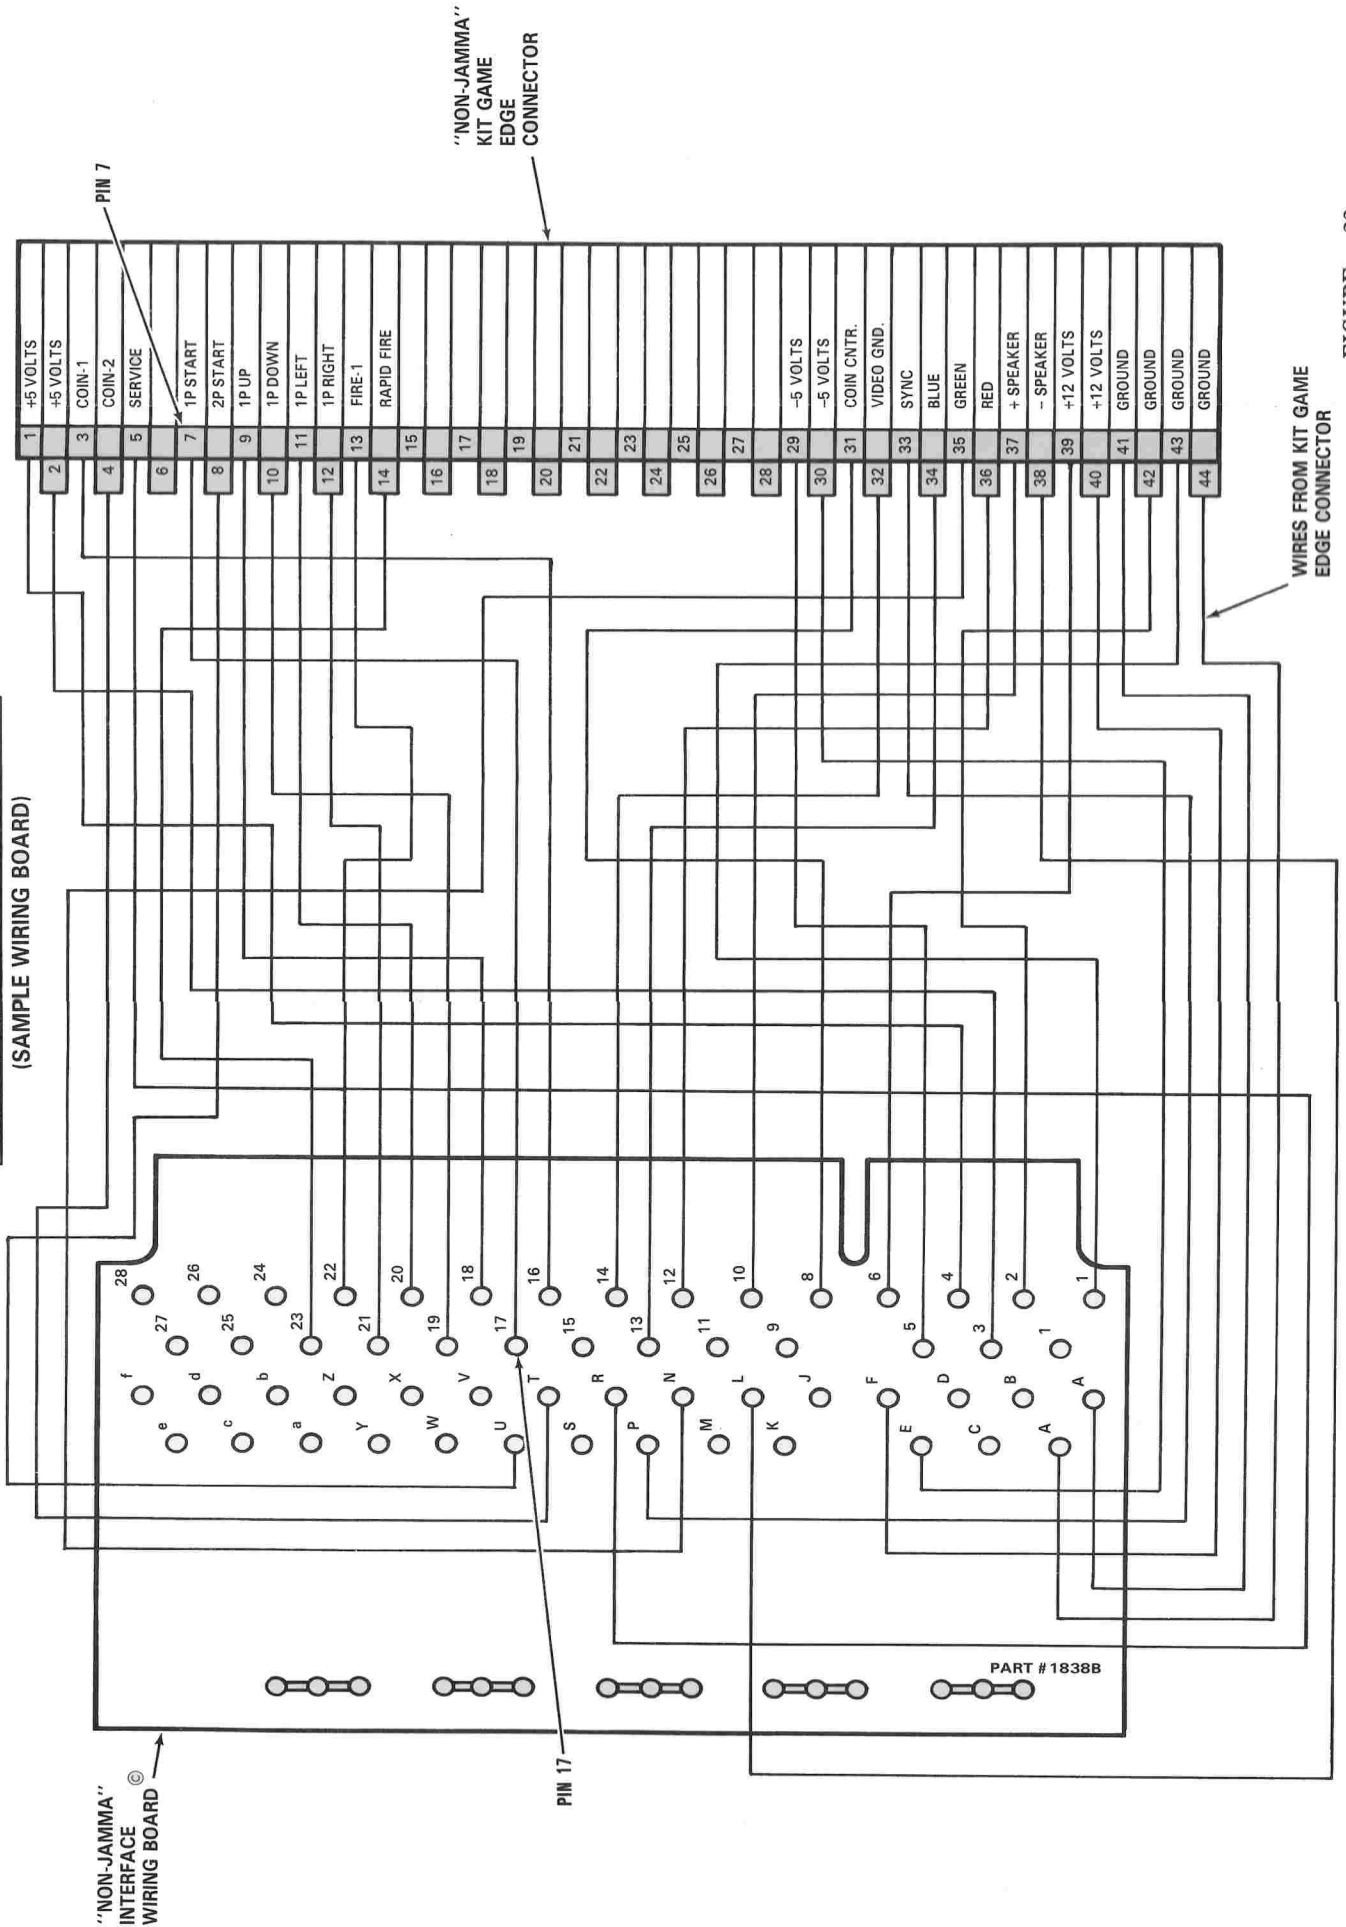 (SAMPLE WIRING BOARD)
"NON-JAMMA"
KIT GAME
EDGE
CONNECTOR
PIN 7
1 +5 VOLTS
2 +5 VOLTS
3 COIN-1
4 COIN-2
5 SERVICE
6
7 1P START
8 2P START
9 1P UP
10 1P DOWN
11 1P LEFT
12 1P RIGHT
13 FIRE-1
14 RAPID FIRE
15
16
17
18
19
20
21
22
23
24
25
26
27
28
29 -5 VOLTS
30 -5 VOLTS
31 COIN CNTR.
32 VIDEO GND.
33 SYNC
34 BLUE
35 GREEN
36 RED
37 + SPEAKER
38 - SPEAKER
39 +12 VOLTS
40 +12 VOLTS
41 GROUND
42 GROUND
43 GROUND
44 GROUND
WIRES FROM KIT GAME
EDGE CONNECTOR
28 26 24 22 20 18 16 14 12 10 8 6 4 2 1
27 25 23 21 19 17 15 13 11 9 5 3 1
f d b Z X V T R N L J F D B A
e c a Y W U S P M K E C A
PART # 1838B
PIN 17
"NON-JAMMA"
INTERFACE
WIRING BOARD ©